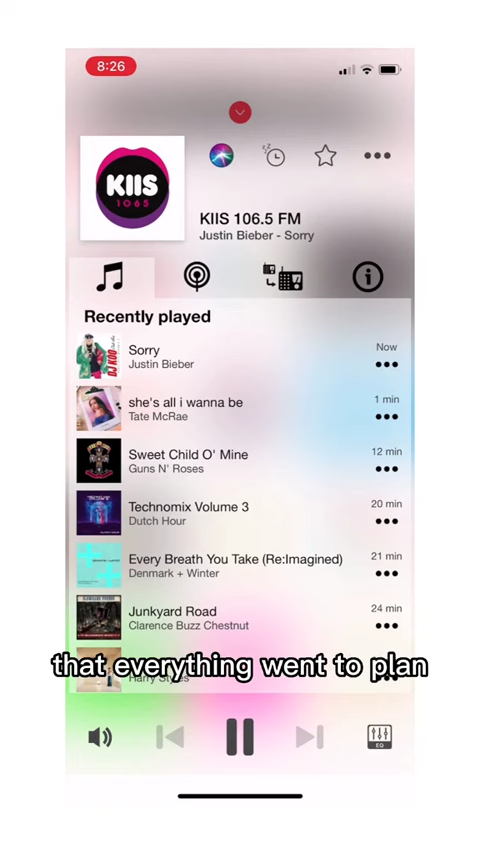 8:26
KIIS
1065
KIIS 106.5 FM
Justin Bieber - Sorry
Recently played
Sorry
Justin Bieber
Now
she's all i wanna be
Tate McRae
1 min
Sweet Child O' Mine
Guns N' Roses
12 min
Technomix Volume 3
Dutch Hour
20 min
Every Breath You Take (Re:Imagined)
Denmark + Winter
21 min
Junkyard Road
Clarence Buzz Chestnut
24 min
that everything went to plan
Harry Styles
EQ